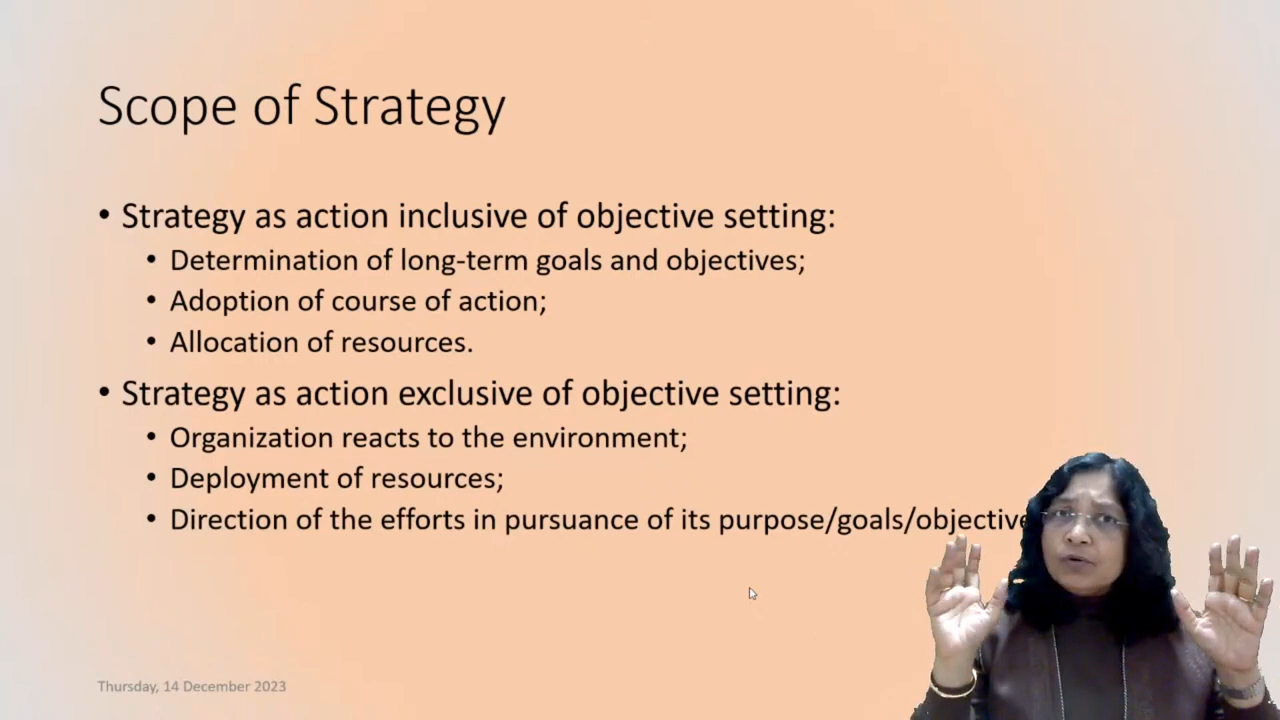 Scope of Strategy
• Strategy as action inclusive of objective setting:
• Determination of long-term goals and objectives;
• Adoption of course of action;
• Allocation of resources.
• Strategy as action exclusive of objective setting:
• Organization reacts to the environment;
• Deployment of resources;
• Direction of the efforts in pursuance of its purpose/goals/objective
Thursday, 14 December 2023